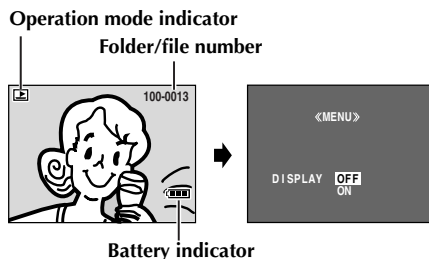 Operation mode indicator
Folder/file number
100-0013
Battery indicator
《MENU》
DISPLAY OFF
ON